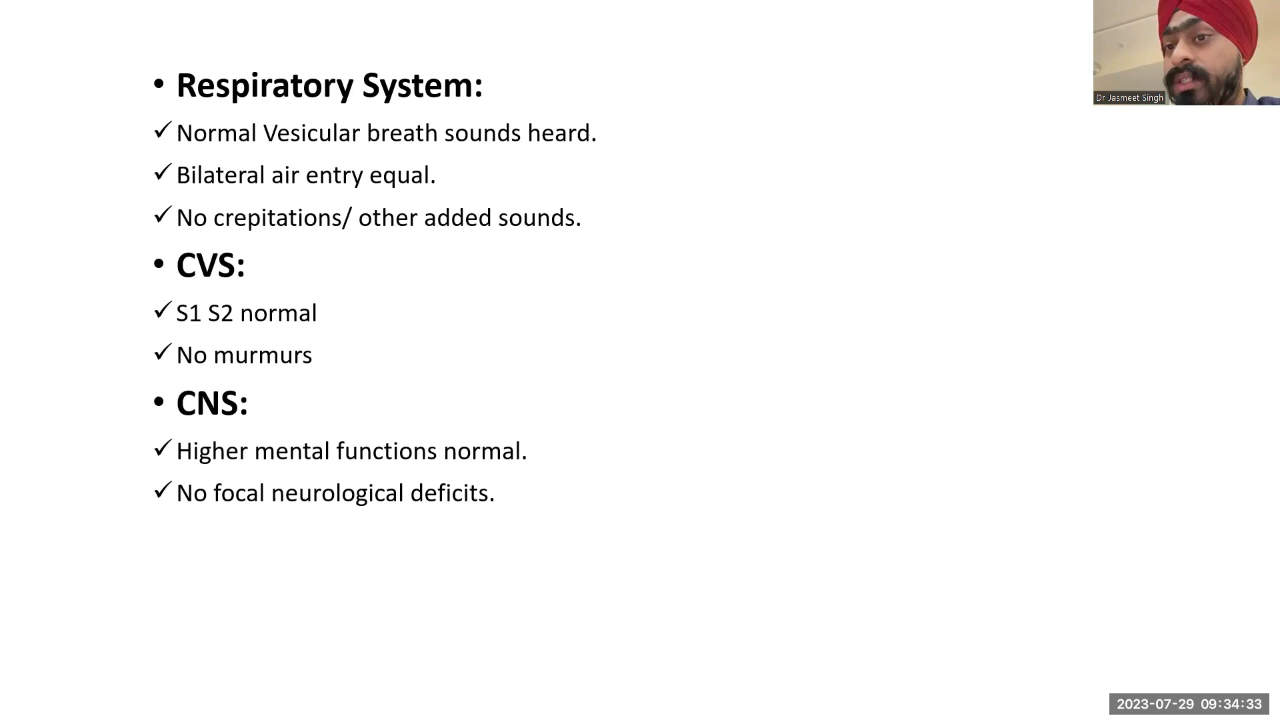 • Respiratory System:
✓ Normal Vesicular breath sounds heard.
✓ Bilateral air entry equal.
✓ No crepitations/ other added sounds.
• CVS:
✓ S1 S2 normal
✓ No murmurs
• CNS:
✓ Higher mental functions normal.
✓ No focal neurological deficits.
Dr Jasmeet Singh
2023-07-29 09:34:33